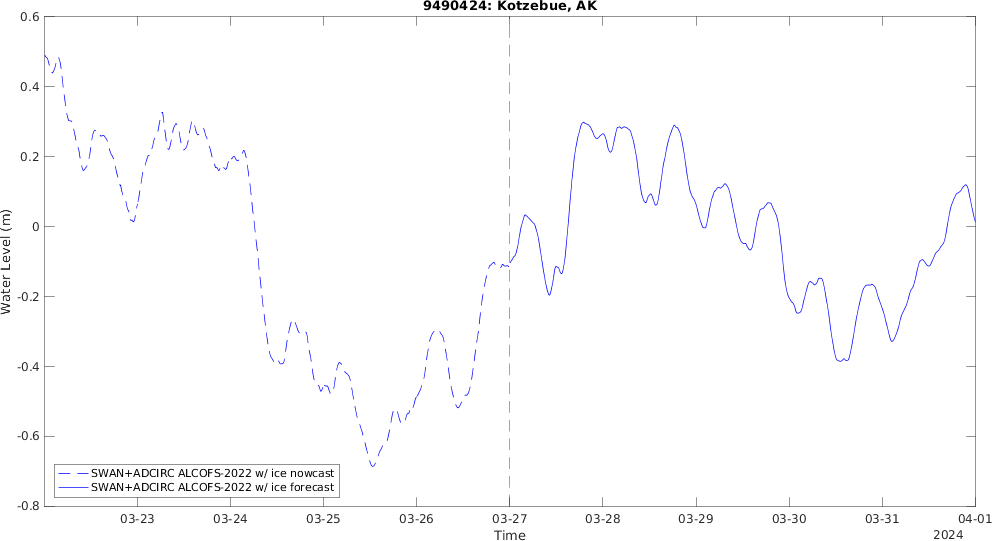 9490424: Kotzebue, AK
0.6
0.4
0.2
0
-0.2
-0.4
-0.6
-0.8
Water Level (m)
SWAN+ADCIRC ALCOFS-2022 w/ ice nowcast
SWAN+ADCIRC ALCOFS-2022 w/ ice forecast
03-23 03-24 03-25 03-26 03-27 03-28 03-29 03-30 03-31 04-01
Time
2024